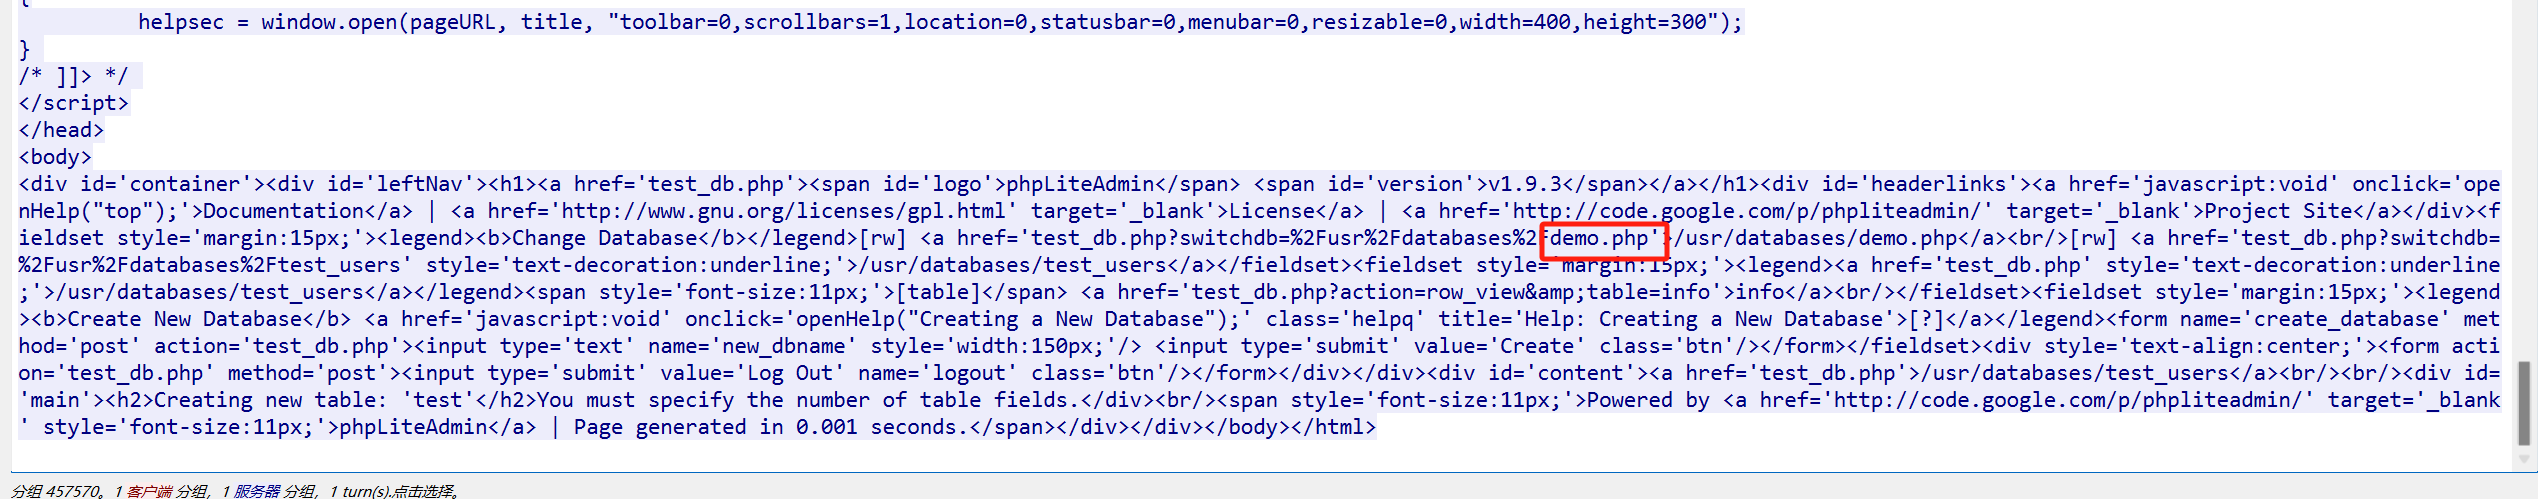 helpsec = window.open(pageURL, title, "toolbar=0,scrollbars=1,location=0,statusbar=0,menubar=0,resizable=0,width=400,height=300");
}
/* ]]> */
</script>
</head>
<body>
<div id='container'><div id='leftNav'><h1><a href='test_db.php'><span id='logo'>phpLiteAdmin</span> <span id='version'>v1.9.3</span></a></h1><div id='headerlinks'><a href='javascript:void' onclick='ope
nHelp("top");'>Documentation</a> | <a href='http://www.gnu.org/licenses/gpl.html' target='_blank'>License</a> | <a href='http://code.google.com/p/phpliteadmin/' target='_blank'>Project Site</a></div><f
ieldset style='margin:15px;'><legend><b>Change Database</b></legend>[rw] <a href='test_db.php?switchdb=%2Fusr%2Fdatabases%2Fdemo.php'>/usr/databases/demo.php</a><br/>[rw] <a href='test_db.php?switchdb=
%2Fusr%2Fdatabases%2Ftest_users' style='text-decoration:underline;'>/usr/databases/test_users</a></fieldset><fieldset style='margin:15px;'><legend><a href='test_db.php' style='text-decoration:underline
;'>/usr/databases/test_users</a></legend><span style='font-size:11px;'>[table]</span> <a href='test_db.php?action=row_view&amp;table=info'>info</a><br/></fieldset><fieldset style='margin:15px;'><legend
><b>Create New Database</b> <a href='javascript:void' onclick='openHelp("Creating a New Database");' class='helpq' title='Help: Creating a New Database'>[?]</a></legend><form name='create_database' met
hod='post' action='test_db.php'><input type='text' name='new_dbname' style='width:150px;'/> <input type='submit' value='Create' class='btn'/></form></fieldset><div style='text-align:center;'><form acti
on='test_db.php' method='post'><input type='submit' value='Log Out' name='logout' class='btn'/></form></div></div><div id='content'><a href='test_db.php'>/usr/databases/test_users</a><br/><br/><div id=
'main'><h2>Creating new table: 'test'</h2>You must specify the number of table fields.</div><br/><span style='font-size:11px;'>Powered by <a href='http://code.google.com/p/phpliteadmin/' target='_blank
' style='font-size:11px;'>phpLiteAdmin</a> | Page generated in 0.001 seconds.</span></div></div></body></html>
分组 457570。1 客户端 分组，1 服务器 分组，1 turn(s).点击选择。